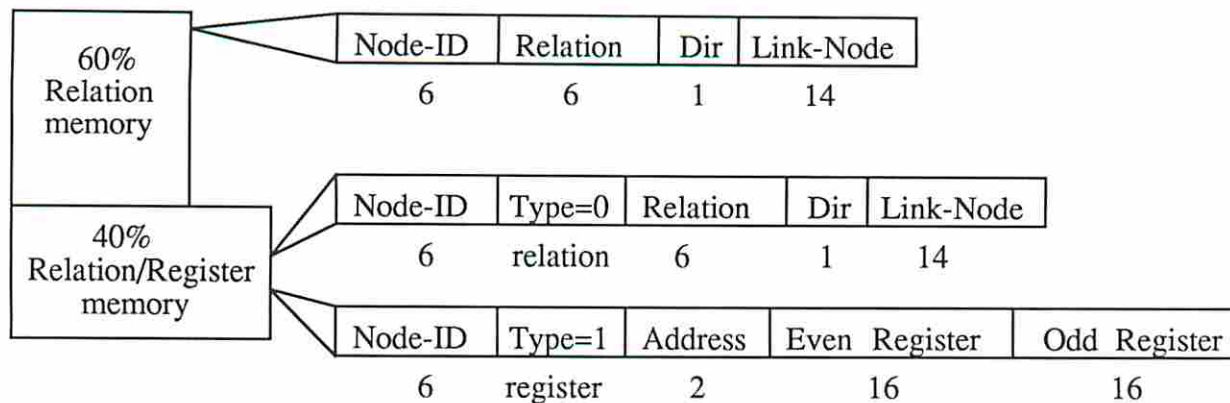 60%
Relation
memory
Node-ID Relation Dir Link-Node
6 6 1 14
40%
Relation/Register
memory
Node-ID Type=0 Relation Dir Link-Node
6 relation 6 1 14
Node-ID Type=1 Address Even Register Odd Register
6 register 2 16 16